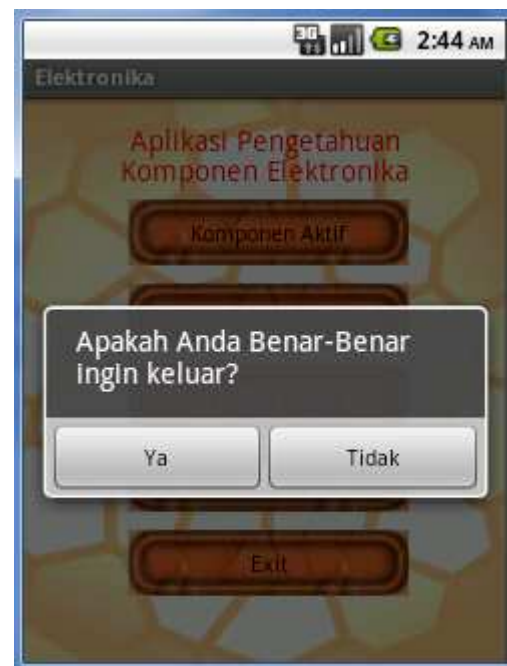 3G
2:44 AM
Elektronika
Aplikasi Pengetahuan
Komponen Elektronika
Komponen Aktif
Apakah Anda Benar-Benar
ingin keluar?
Ya Tidak
Exit